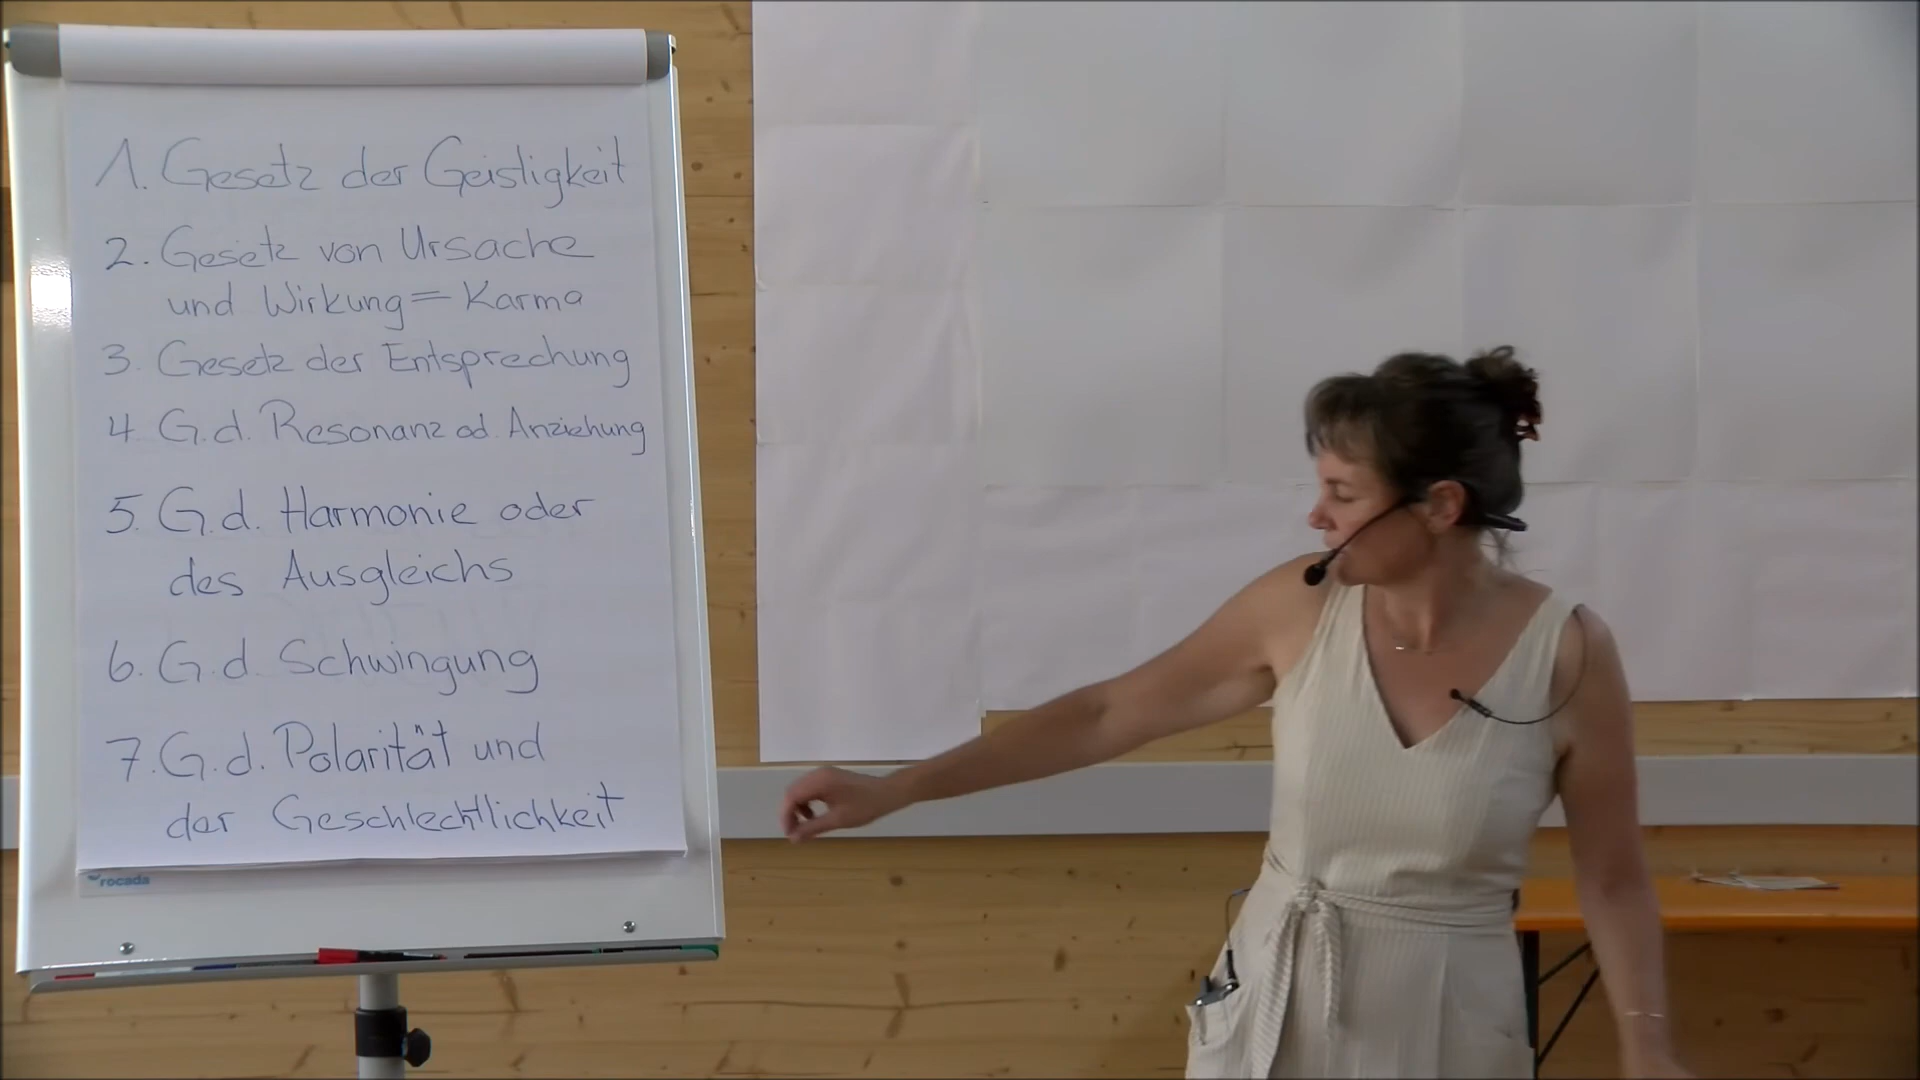 1. Gesetz der Geistigkeit
2. Gesetz von Ursache
und Wirkung = Karma
3. Gesetz der Entsprechung
4. G.d. Resonanz od. Anziehung
5. G.d. Harmonie oder
des Ausgleichs
6. G.d. Schwingung
7. G.d. Polarität und
der Geschlechtlichkeit
rocada